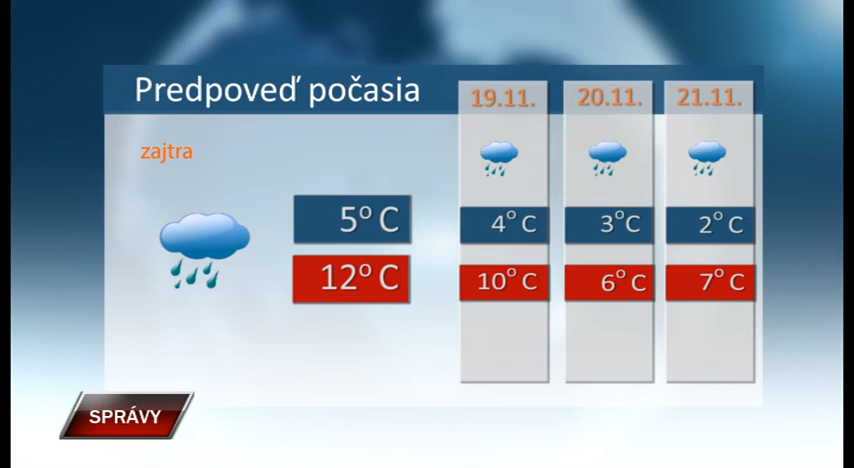 Predpoveď počasia
zajtra
5° C
12° C
19.11.
4° C
10° C
20.11.
3°C
6° C
21.11.
2° C
7° C
SPRÁVY